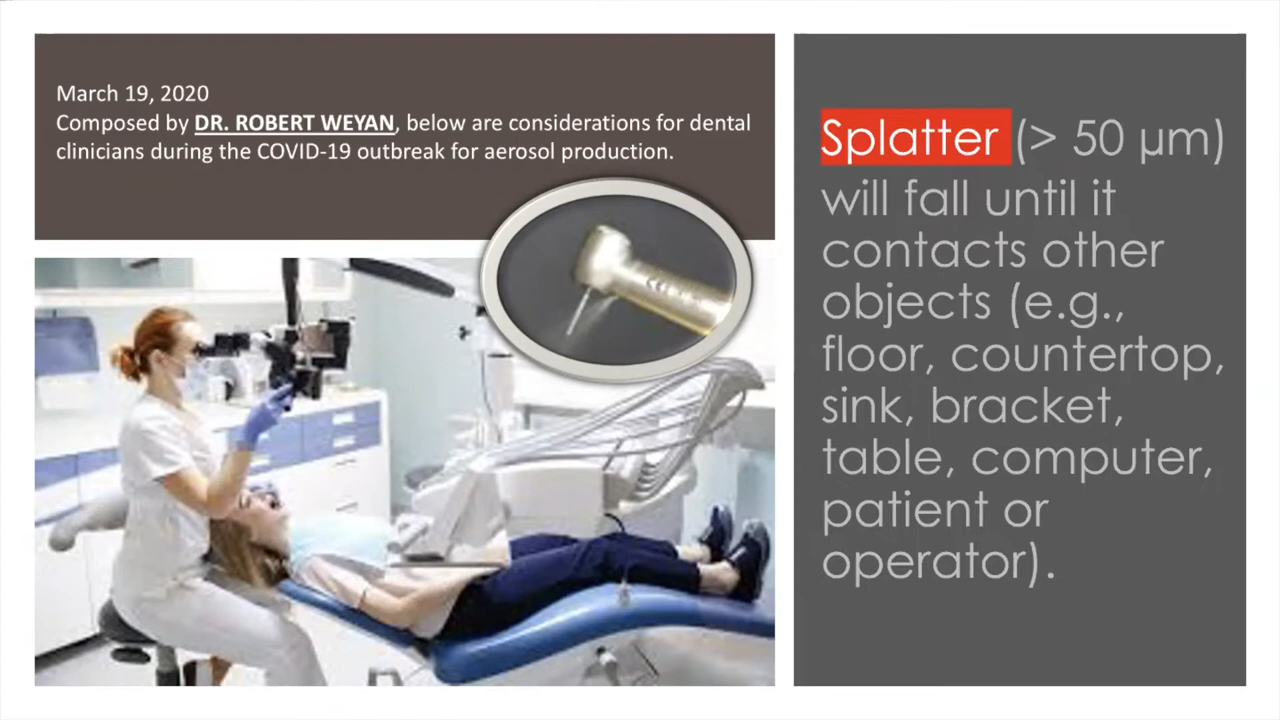 March 19, 2020
Composed by DR. ROBERT WEYAN, below are considerations for dental
clinicians during the COVID-19 outbreak for aerosol production.
Splatter (> 50 µm)
will fall until it
contacts other
objects (e.g.,
floor, countertop,
sink, bracket,
table, computer,
patient or
operator).